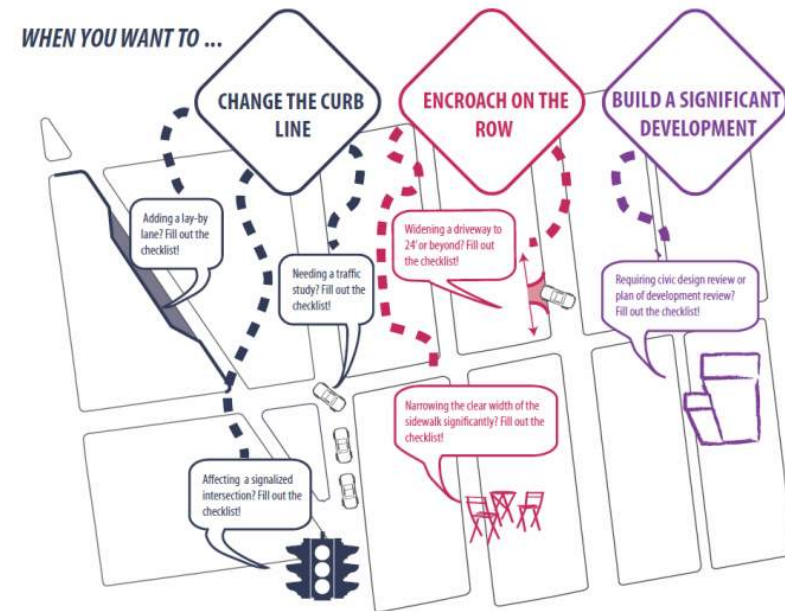 WHEN YOU WANT TO ...
CHANGE THE CURB
LINE
ENCROACH ON THE
ROW
BUILD A SIGNIFICANT
DEVELOPMENT
Adding a lay-by
lane? Fill out the
checklist!
Needing a traffic
study? Fill out the
checklist!
Affecting a signalized
intersection? Fill out the
checklist!
Widening a driveway to
24' or beyond? Fill out
the checklist!
Narrowing the clear width of the
sidewalk significantly? Fill out the
checklist!
Requiring civic design review or
plan of development review?
Fill out the checklist!